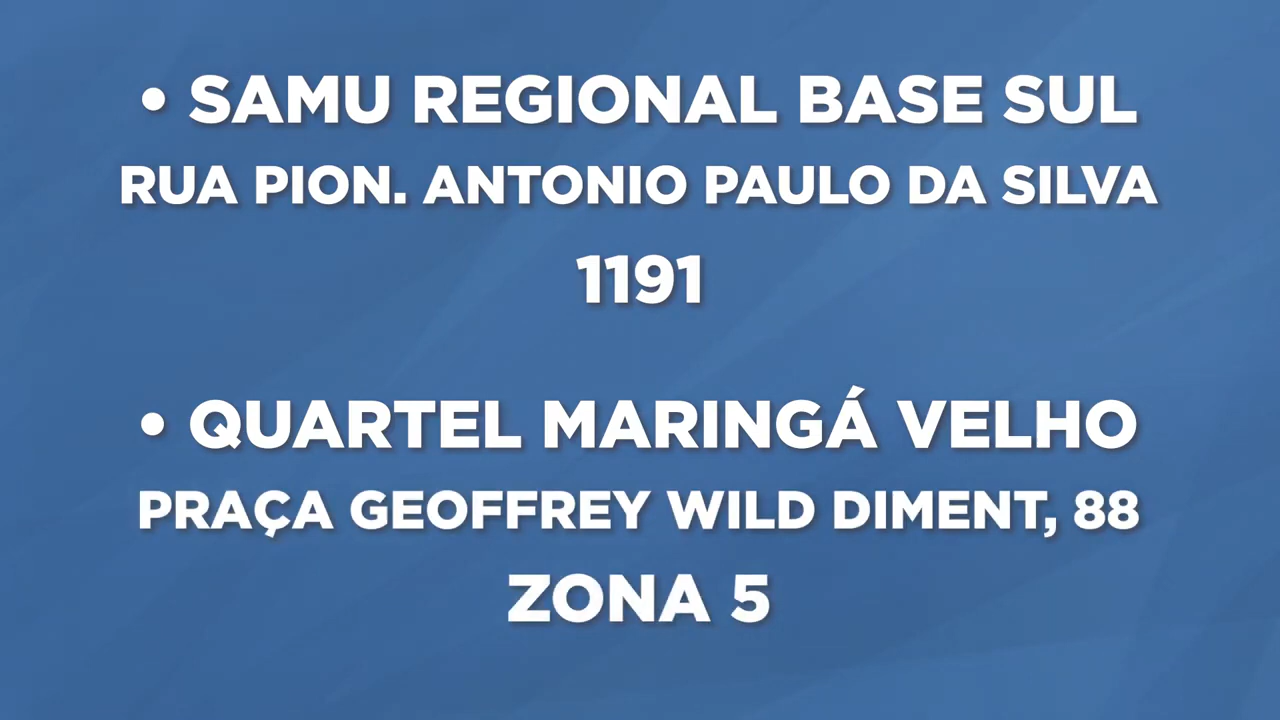 • SAMU REGIONAL BASE SUL
RUA PION. ANTONIO PAULO DA SILVA
1191
• QUARTEL MARINGÁ VELHO
PRAÇA GEOFFREY WILD DIMENT, 88
ZONA 5